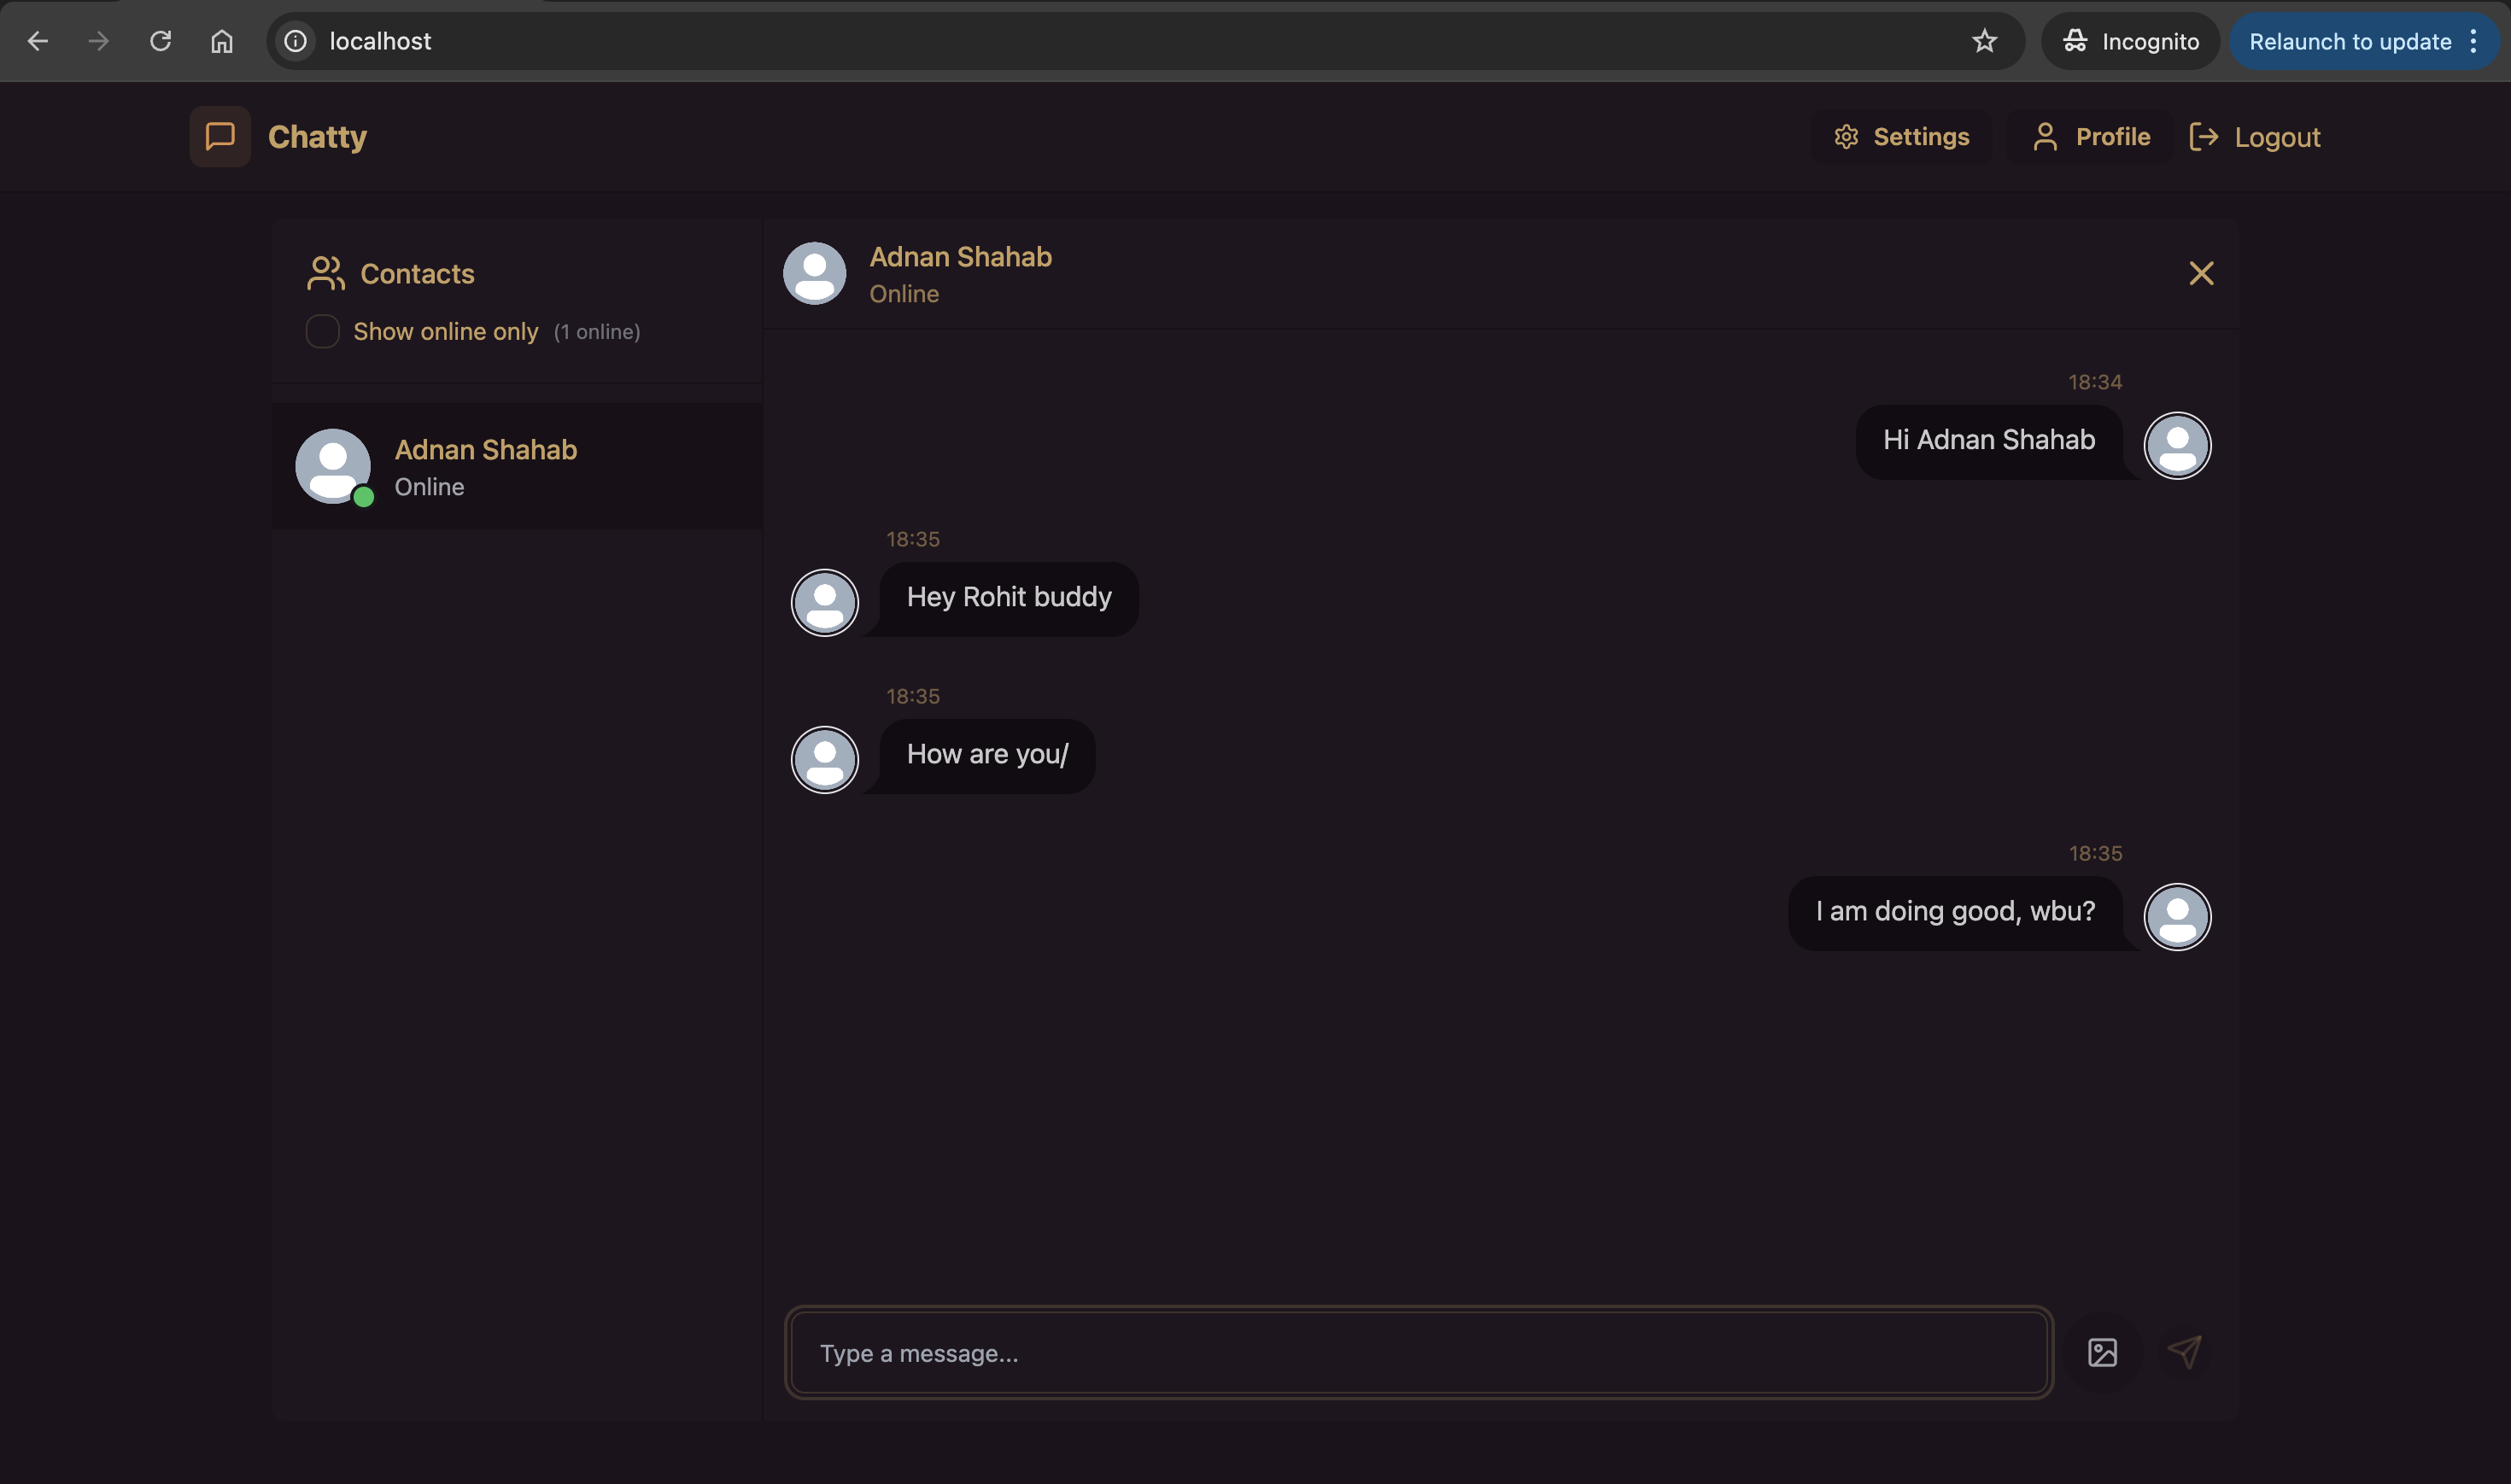 localhost
Incognito
Relaunch to update
Chatty
Settings
Profile
Logout
Contacts
Show online only (1 online)
Adnan Shahab
Online
Adnan Shahab
Online
18:34
Hi Adnan Shahab
18:35
Hey Rohit buddy
18:35
How are you/
18:35
I am doing good, wbu?
Type a message...